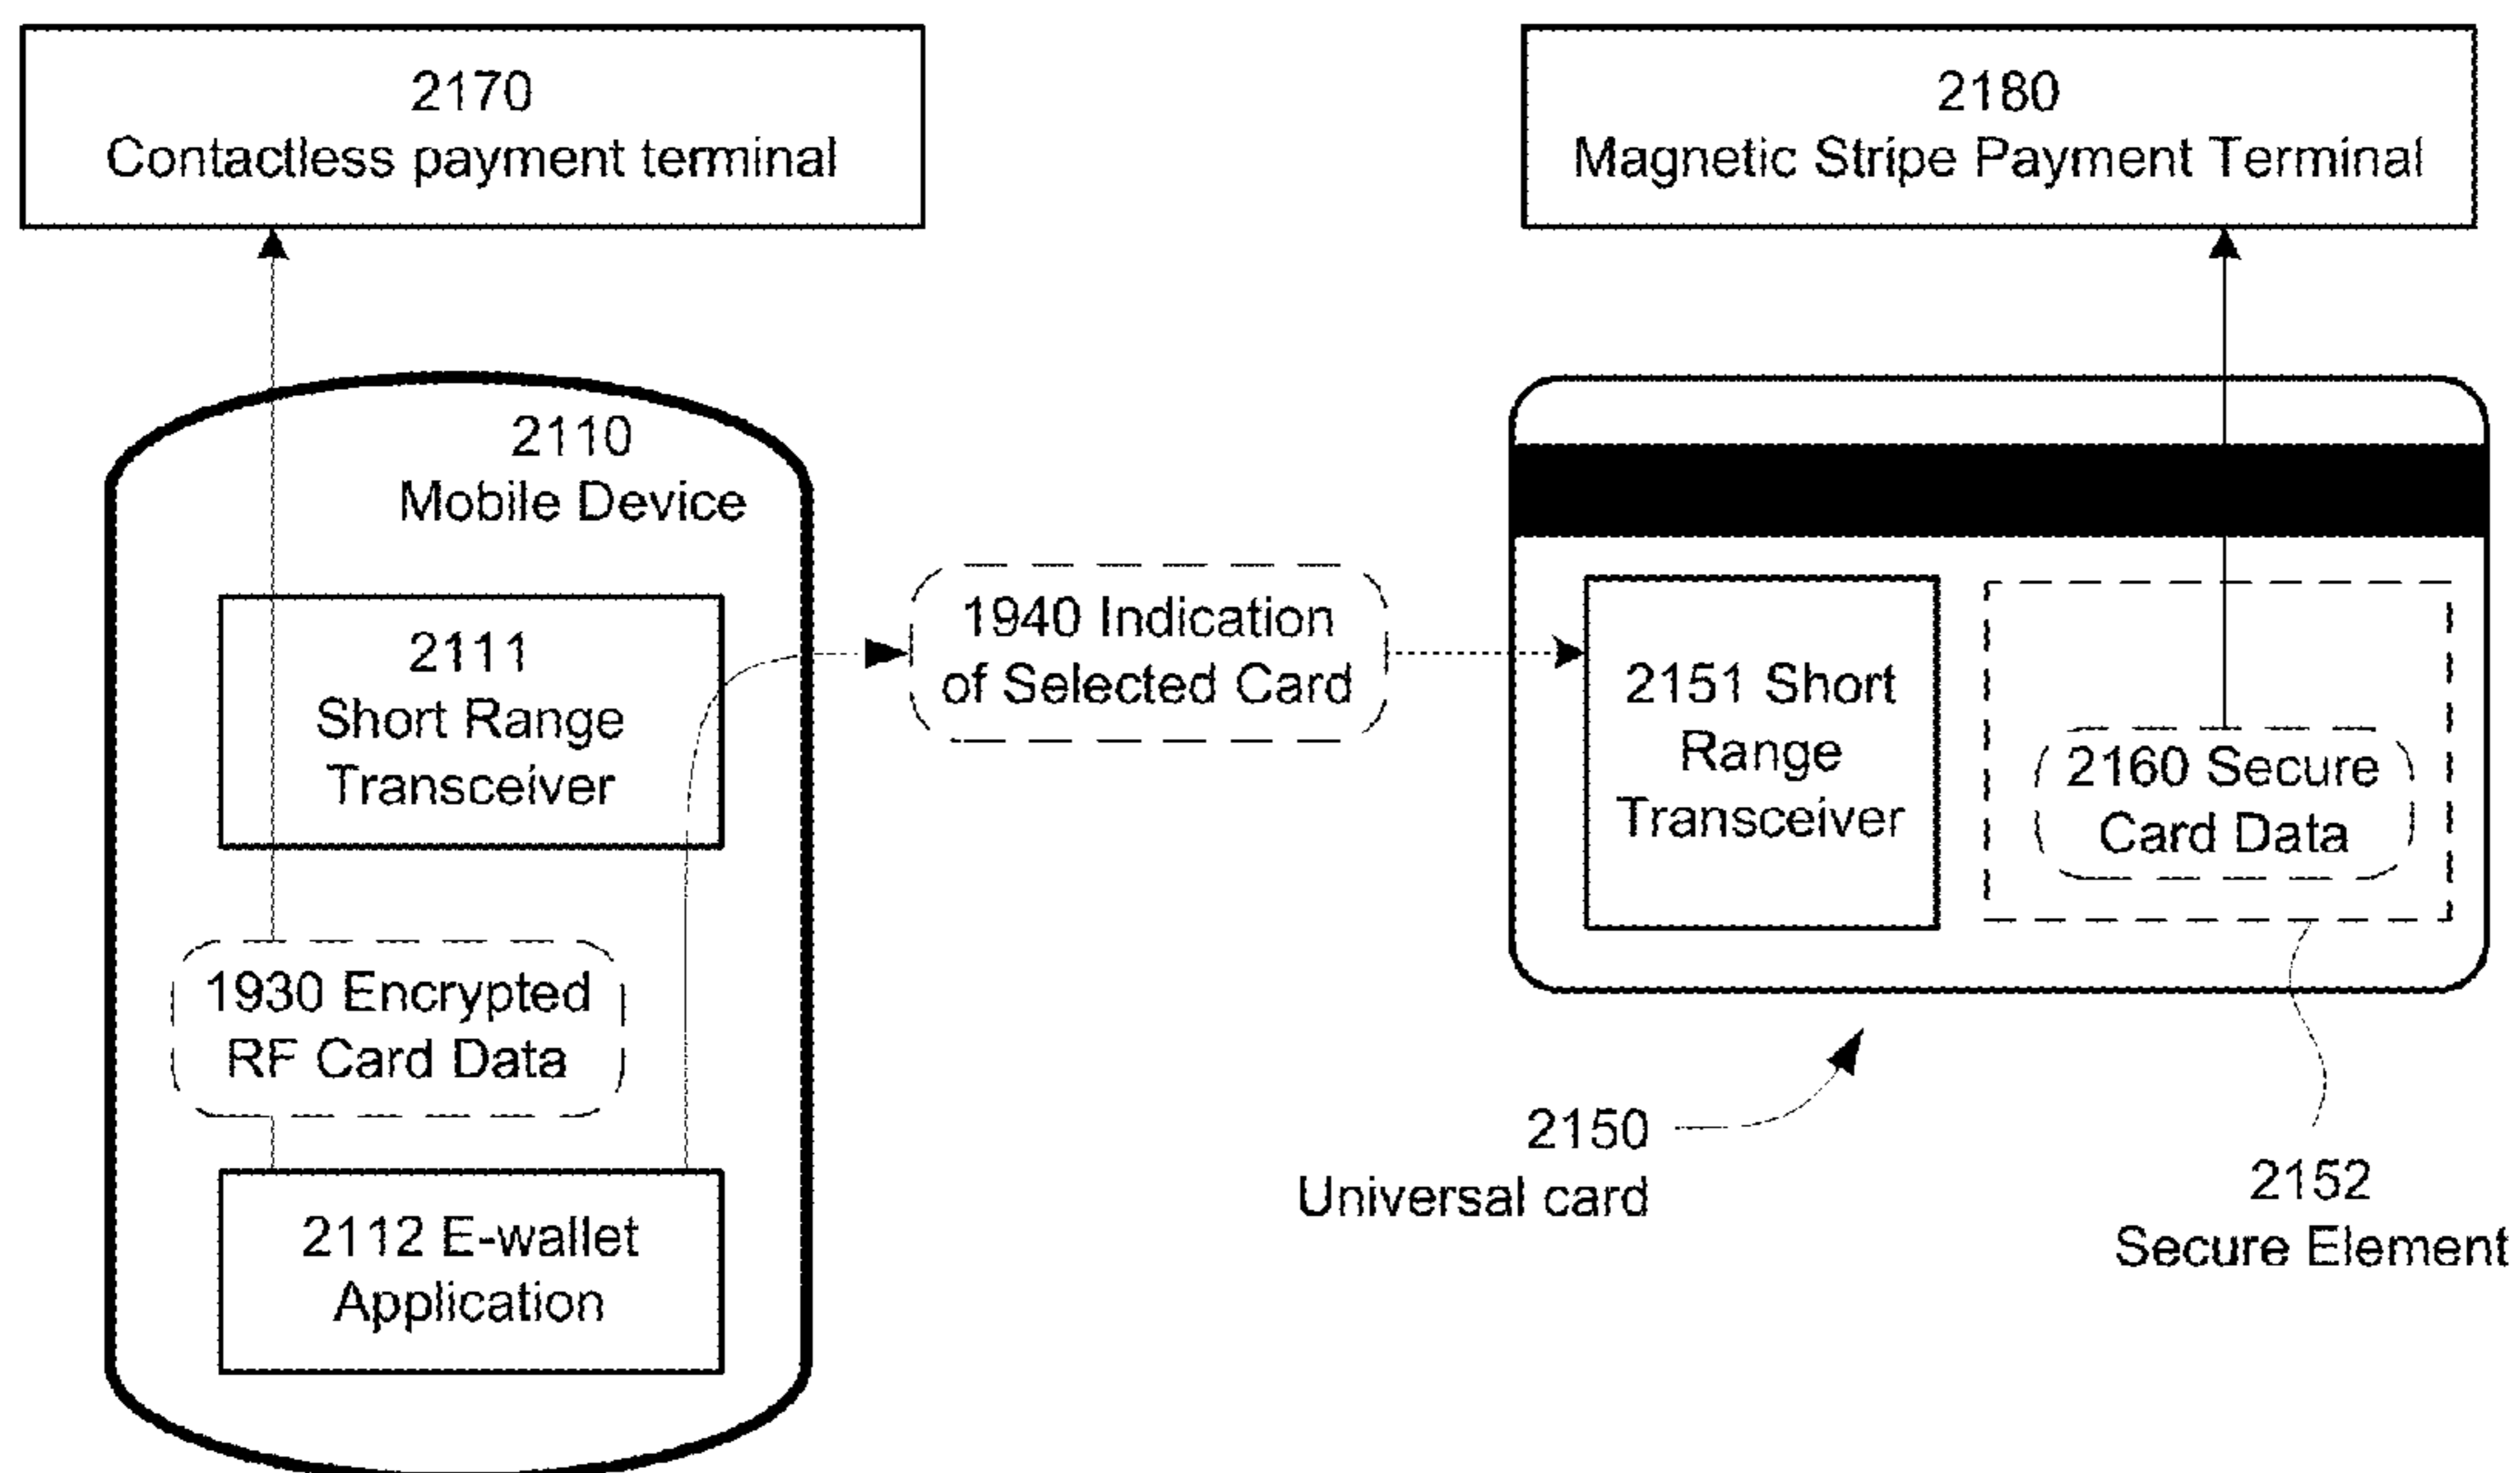 2170
Contactless payment terminal
2180
Magnetic Stripe Payment Terminal
2110
Mobile Device
2111
Short Range
Transceiver
1940 Indication
of Selected Card
2151 Short
Range
Transceiver
2160 Secure
Card Data
1930 Encrypted
RF Card Data
2112 E-wallet
Application
2150
Universal card
2152
Secure Element